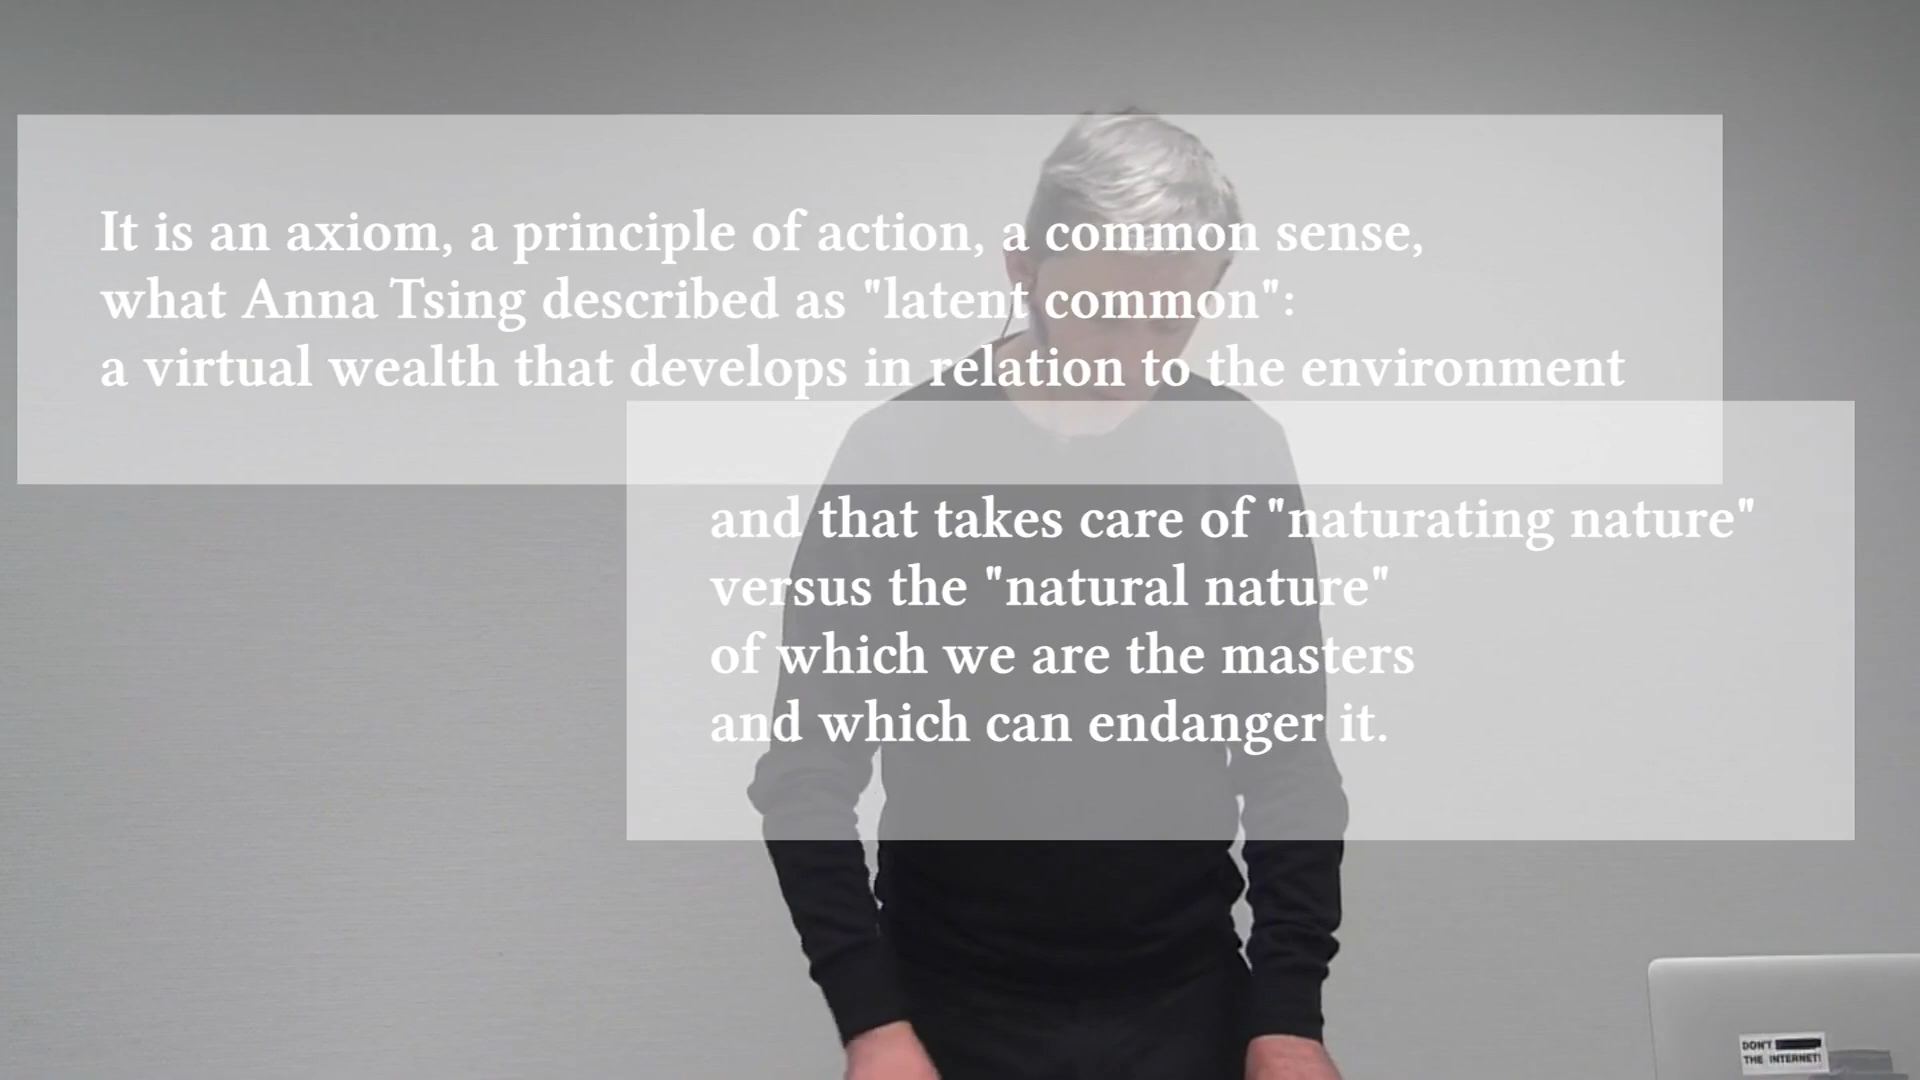 It is an axiom, a principle of action, a common sense,
what Anna Tsing described as "latent common":
a virtual wealth that develops in relation to the environment
and that takes care of "naturating nature"
versus the "natural nature"
of which we are the masters
and which can endanger it.
DON'T
THE INTERNET!